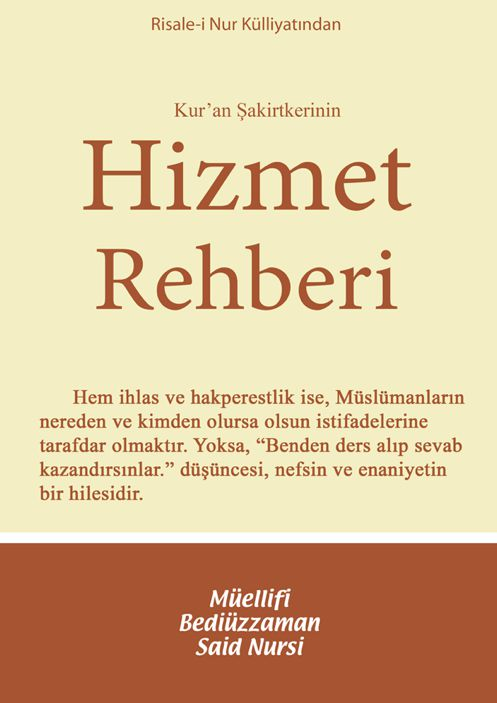 Risale-i Nur Külliyatından
Kur’an Şakirtkerinin
Hizmet
Rehberi
Hem ihlas ve hakperestlik ise, Müslümanların
nereden ve kimden olursa olsun istifadelerine
tarafdar olmaktır. Yoksa, “Benden ders alıp sevab
kazandırsınlar.” düşüncesi, nefsin ve enaniyetin
bir hilesidir.
Müellifi
Bediüzzaman
Said Nursi